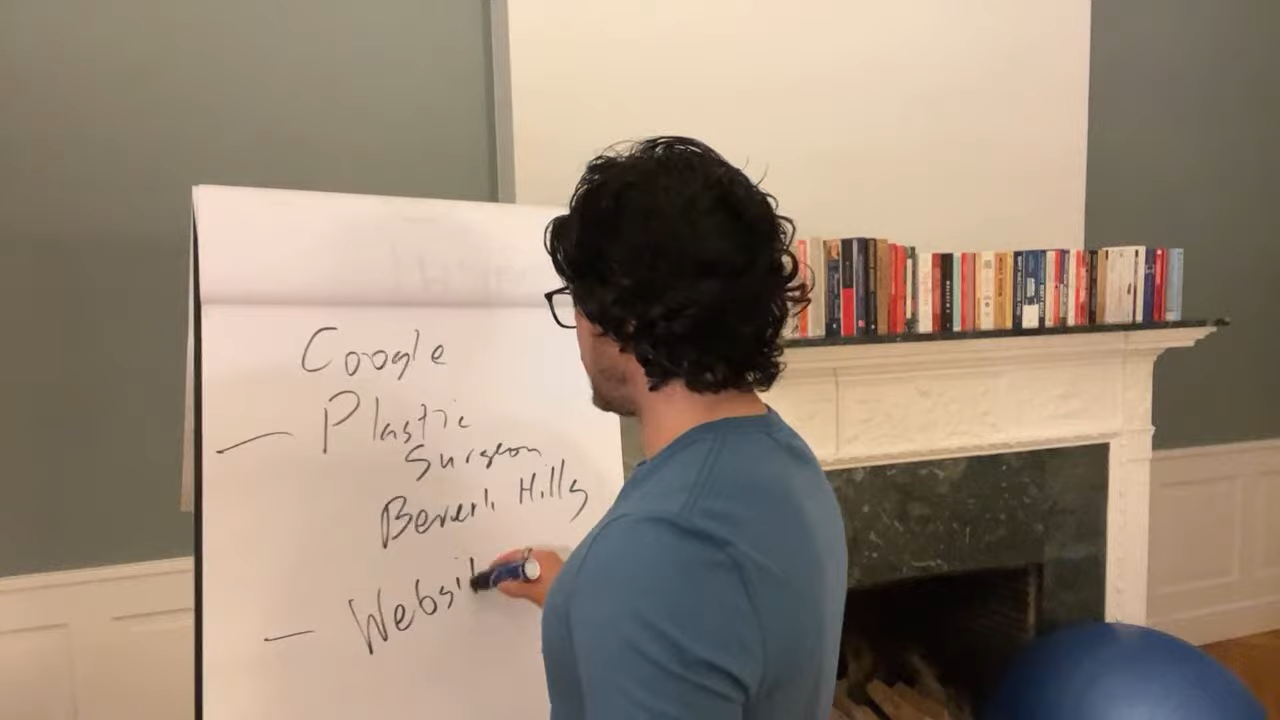 Google
— Plastic
Surgeon
Beverli Hills
— Websit